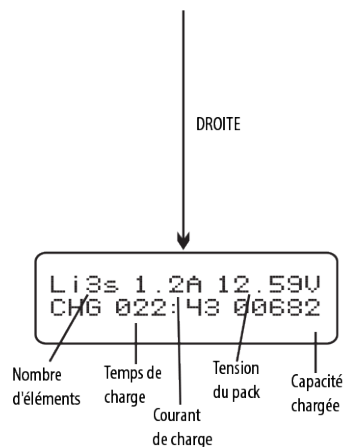 DROITE
Li3s 1.2A 12.59V
CHG 022:43 00682
Nombre
d'éléments
Temps de
charge
Courant
de charge
Tension
du pack
Capacité
chargée